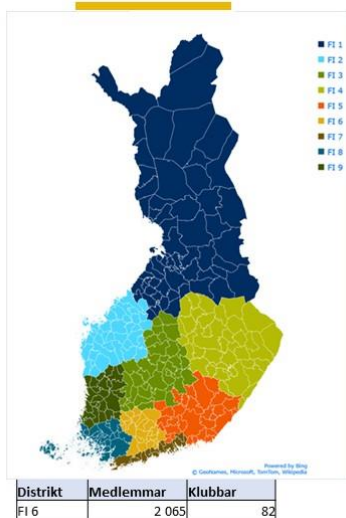 FI 1
FI 2
FI 3
FI 4
FI 5
FI 6
FI 7
FI 8
FI 9
Powered by Bing
© GeoNames, Microsoft, TomTom, Wikipedia
Distrikt Medlemmar Klubbar
FI 6 2 065 82